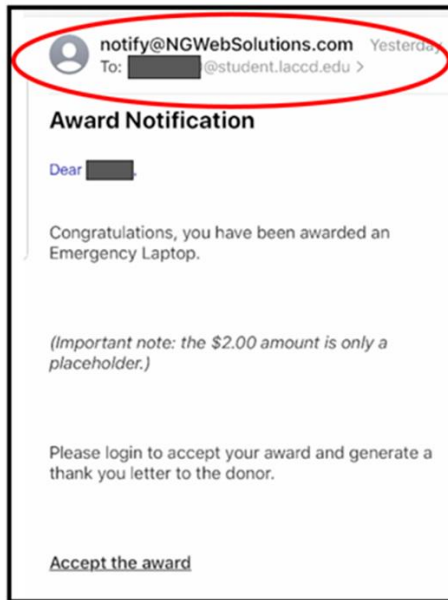 notify@NGWebSolutions.com Yesterday
To: @student.laccd.edu >
Award Notification
Dear ,
Congratulations, you have been awarded an
Emergency Laptop.
(Important note: the $2.00 amount is only a
placeholder.)
Please login to accept your award and generate a
thank you letter to the donor.
Accept the award